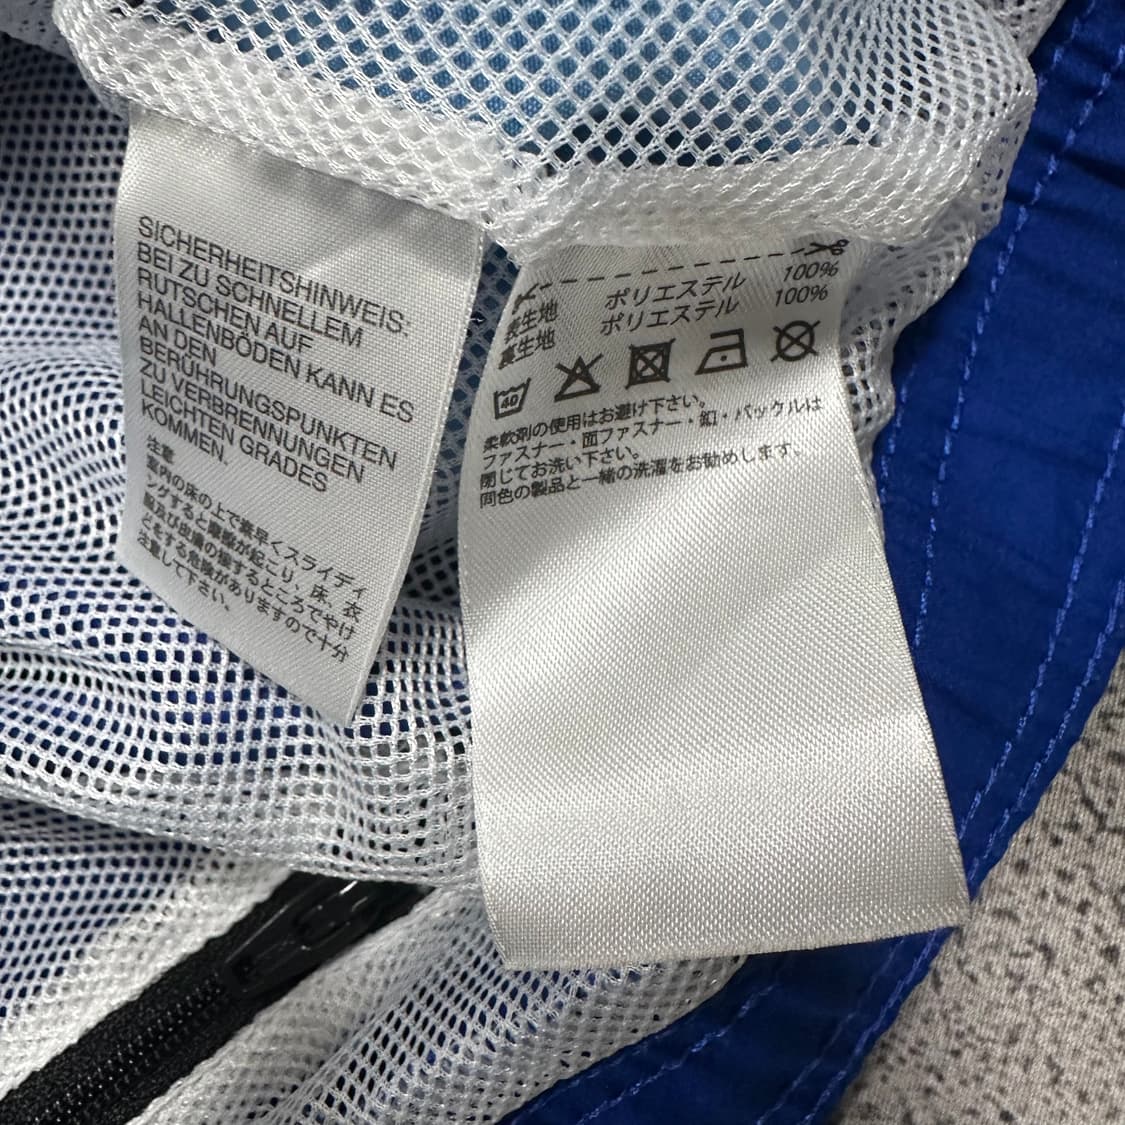 SICHERHEITSHINWEIS:
BEI ZU SCHNELLEM
RUTSCHEN AUF
HALLENBÖDEN KANN ES
AN DEN
BERÜHRUNGSPUNKTEN
ZU VERBRENNUNGEN
LEICHTEN GRADES
KOMMEN.
注意
室内の床の上で素早くスライディ
ングすると摩擦が起こり、床、衣
服及び皮膚の擦するところでやけ
どをする危険がありますので十分
注意して下さい。
表生地 ポリエステル 100%
裏生地 ポリエステル 100%
40
柔軟剤の使用はお避け下さい。
ファスナー・面ファスナー・釦・バックルは
閉じてお洗い下さい。
同色の製品と一緒の洗濯をお勧めします。